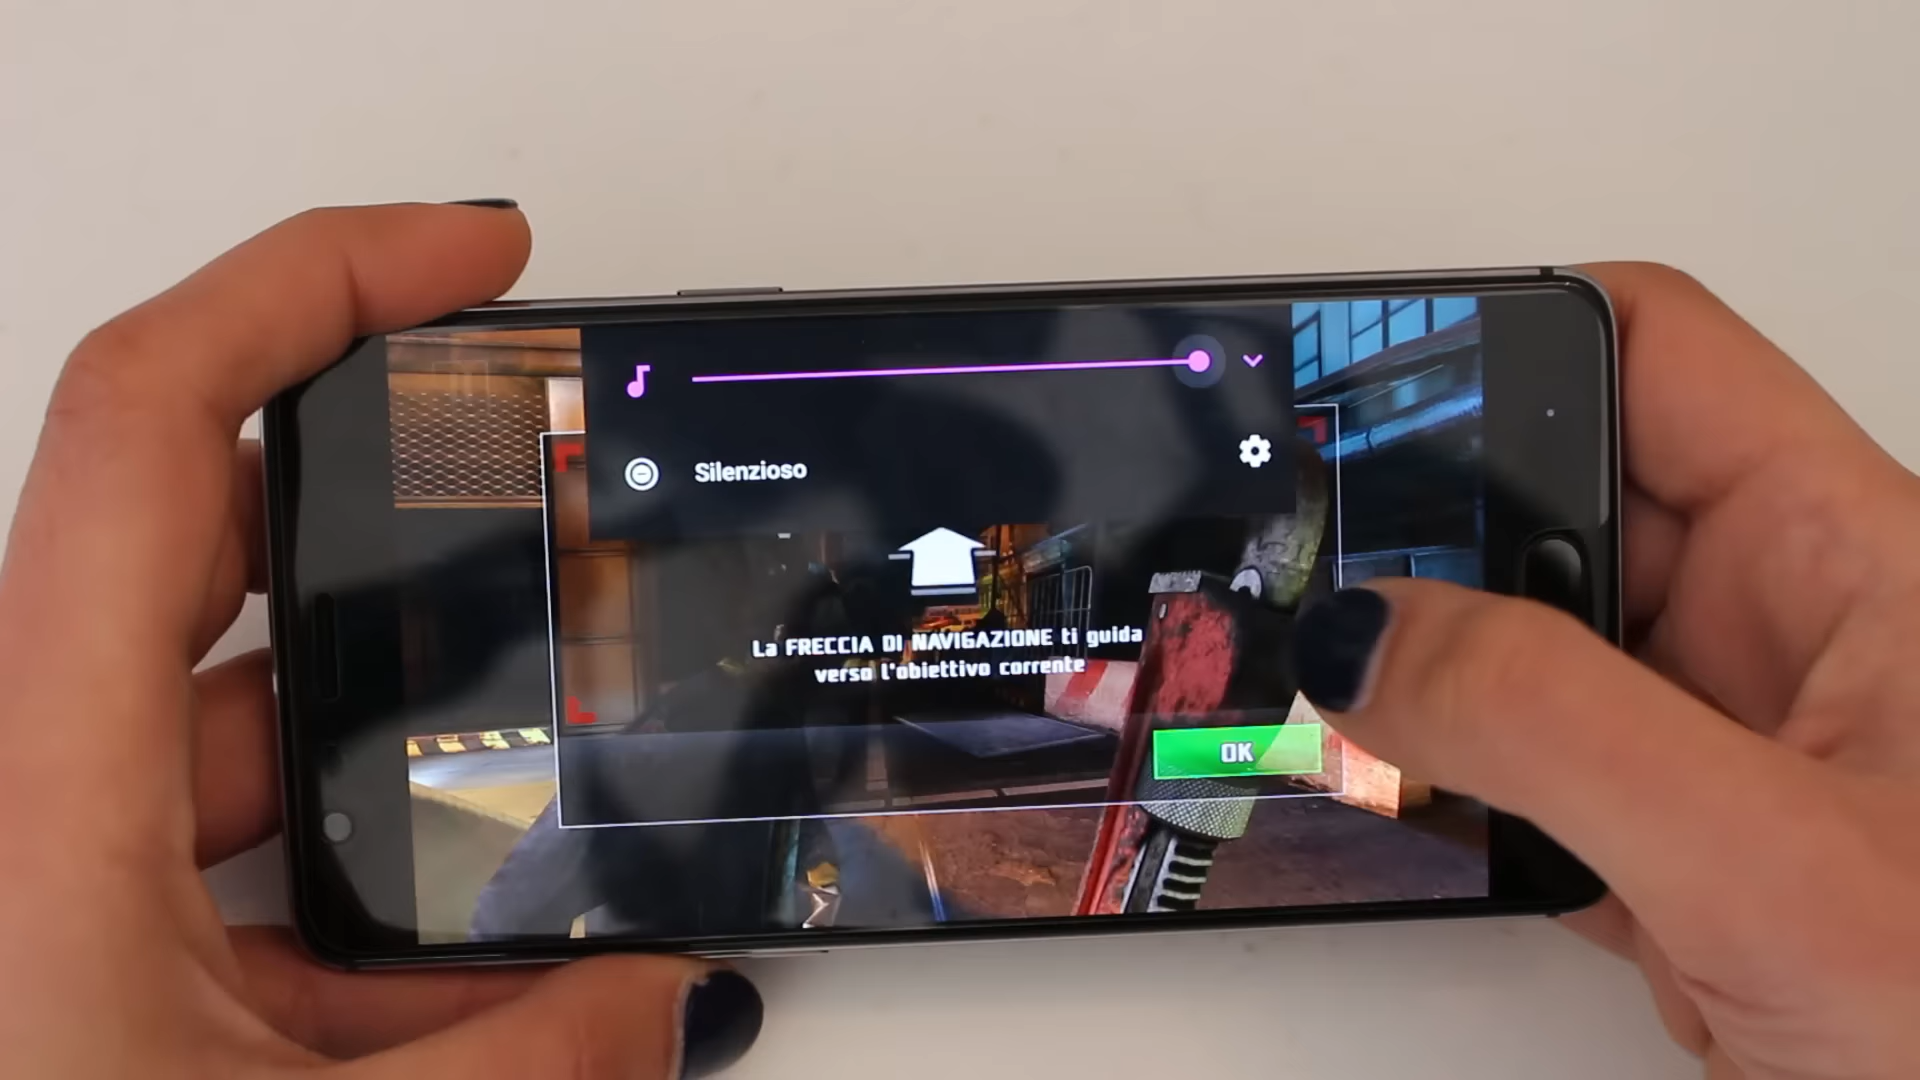 Silenzioso
La FRECCIA DI NAVIGAZIONE ti guida
verso l'obiettivo corrente
OK